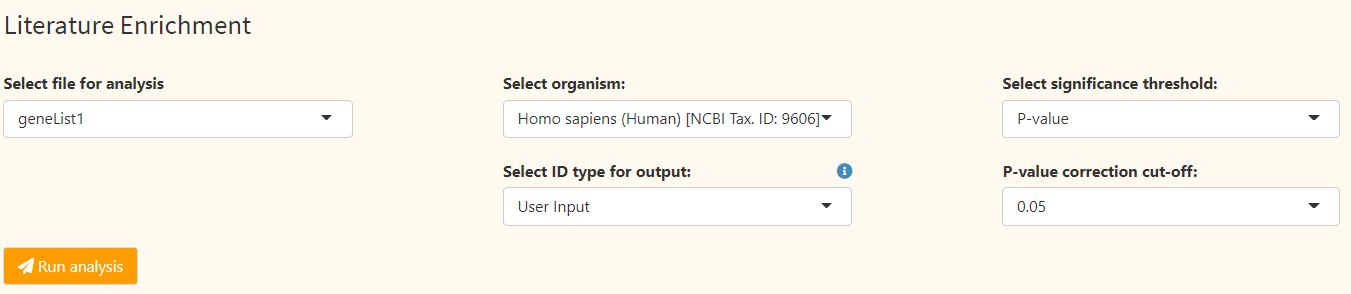 Literature Enrichment
Select file for analysis
geneList1
Select organism:
Homo sapiens (Human) [NCBI Tax. ID: 9606]
Select significance threshold:
P-value
Select ID type for output:
User Input
P-value correction cut-off:
0.05
Run analysis